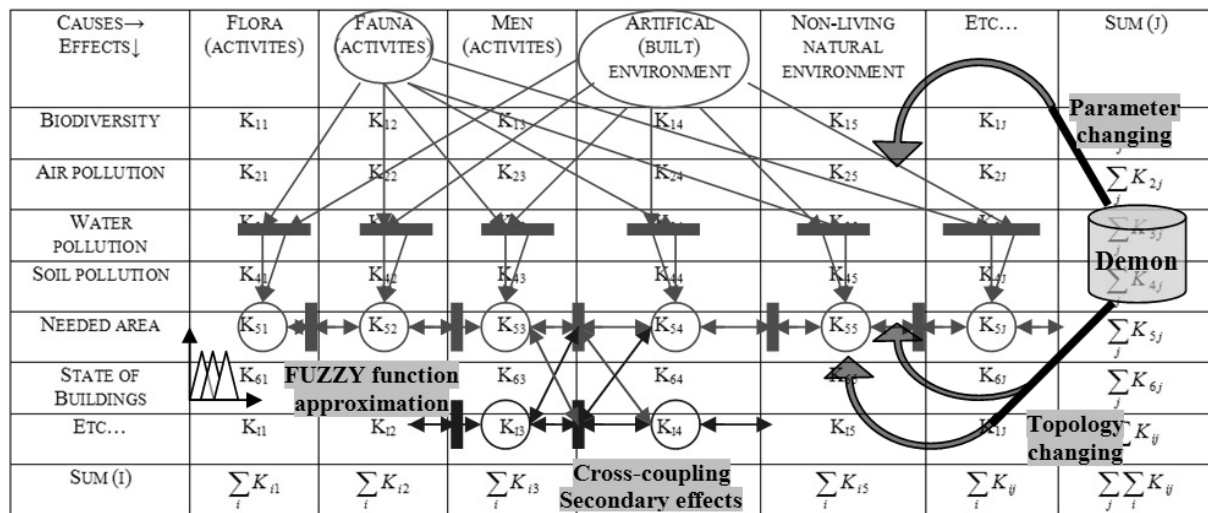 CAUSES→ EFFECTS↓ FLORA (ACTIVITES) FAUNA (ACTIVITES) MEN (ACTIVITES) ARTIFICAL (BUILT) ENVIRONMENT NON-LIVING NATURAL ENVIRONMENT ETC... SUM (J)
BIODIVERSITY K11 K12 K13 K14 K15 K1J
Parameter changing
AIR POLLUTION K21 K22 K23 K24 K25 K2J ∑j K2j
WATER POLLUTION ∑j K3j
Demon
SOIL POLLUTION K41 K42 K43 K44 K45 K4J ∑j K4j
NEEDED AREA K51 K52 K53 K54 K55 K5J ∑j K5j
STATE OF BUILDINGS K61 K63 K64 K65 K6J ∑j K6j
FUZZY function approximation
ETC... KI1 KI2 KI3 KI4 KI5 K1J Kij
Topology changing
SUM (I) ∑i Ki1 ∑i Ki2 ∑i Ki3 ∑i Ki5 ∑i Kij ∑j ∑i Kij
Cross-coupling
Secondary effects